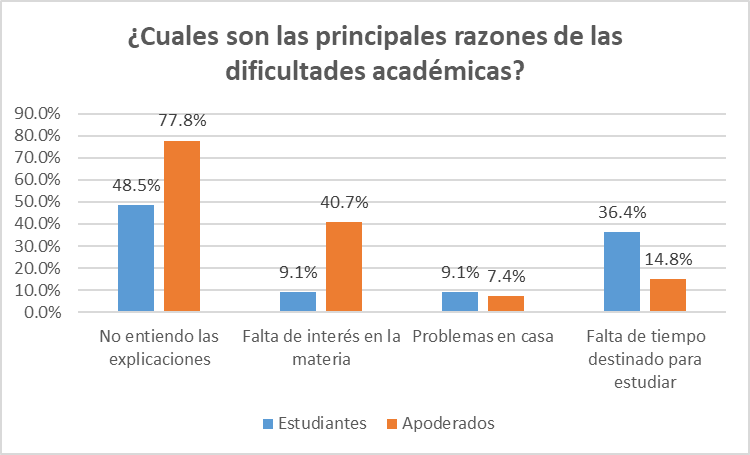 ¿Cuales son las principales razones de las
dificultades académicas?
90.0%
80.0%
70.0%
60.0%
50.0%
40.0%
30.0%
20.0%
10.0%
0.0%
48.5%
77.8%
9.1%
40.7%
9.1%
7.4%
36.4%
14.8%
No entiendo las
explicaciones
Falta de interés en la
materia
Problemas en casa
Falta de tiempo
destinado para
estudiar
Estudiantes
Apoderados